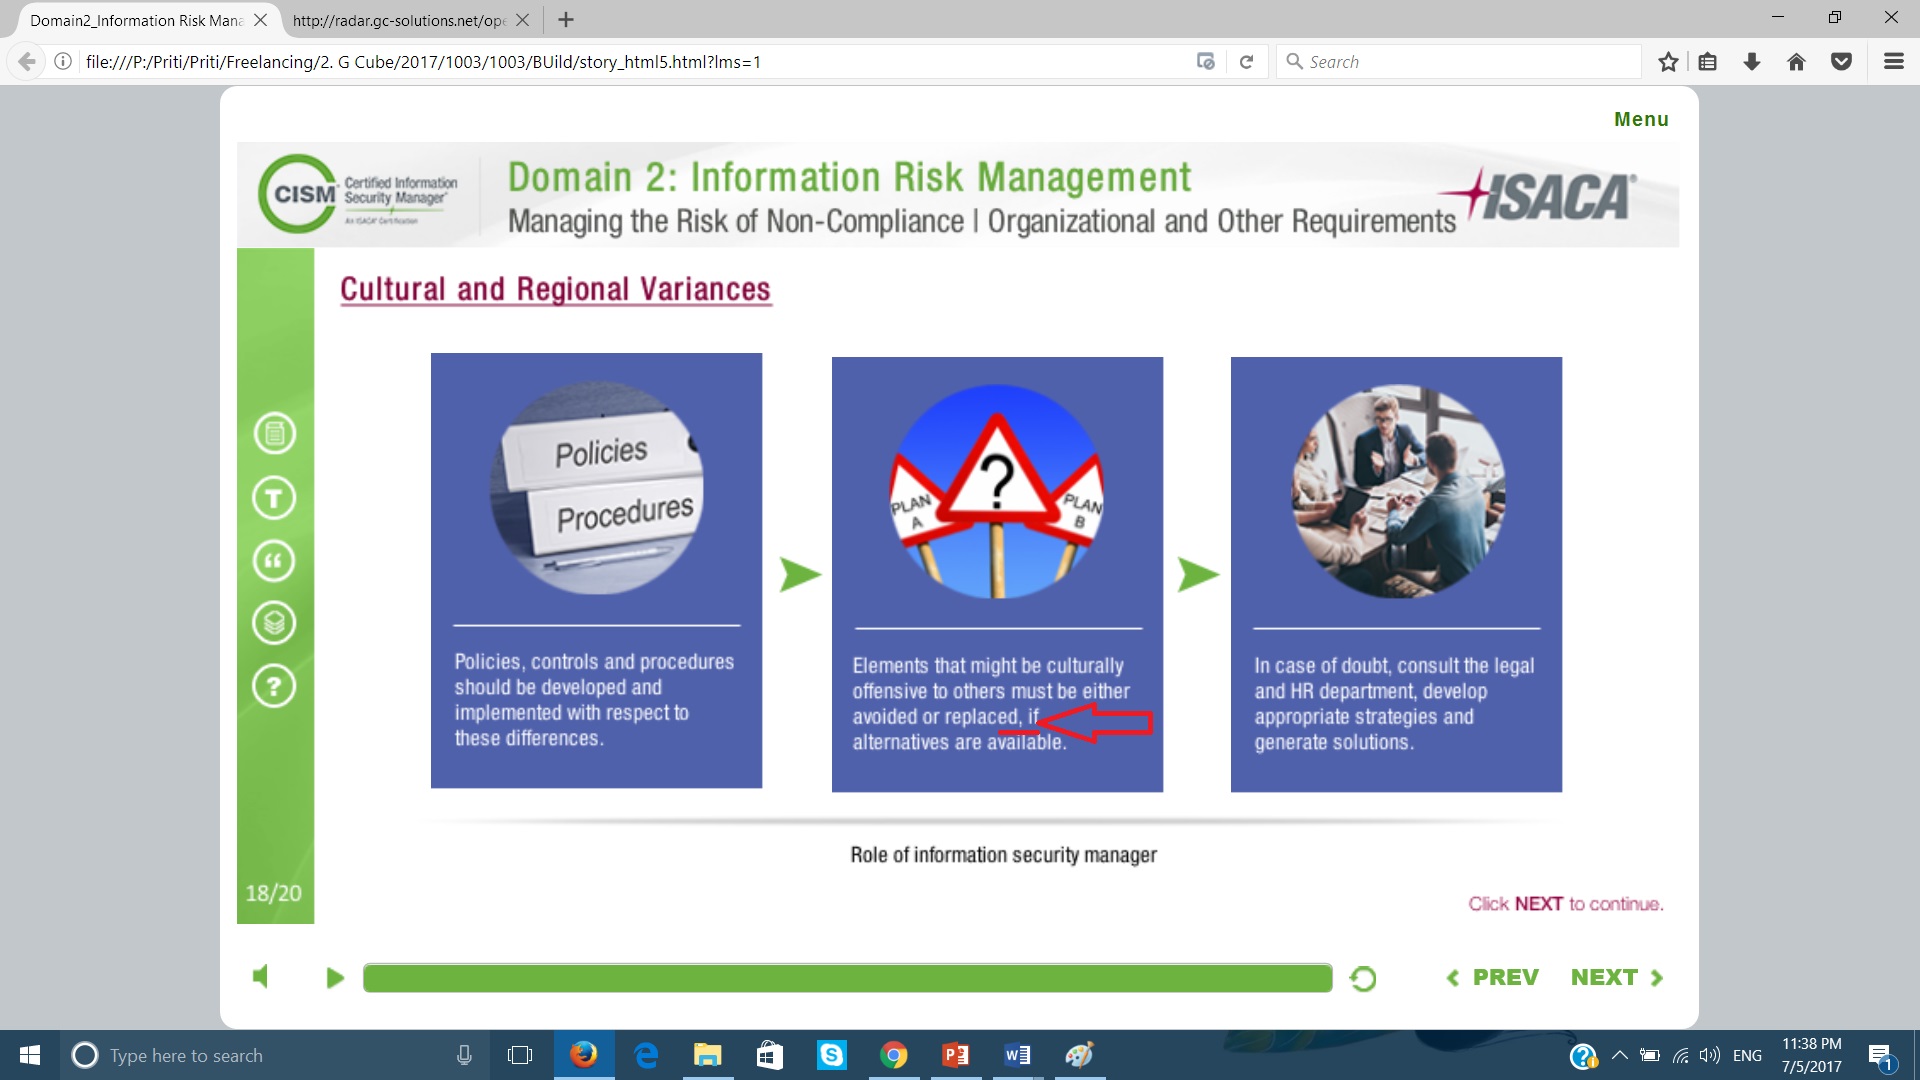 Domain2_Information Risk Mana
http://radar.gc-solutions.net/ope
file:///P:/Priti/Priti/Freelancing/2. G Cube/2017/1003/1003/BUild/story_html5.html?lms=1
Search
Menu
CISM
Certified Information
Security Manager
An ISACA Certification
Domain 2: Information Risk Management
Managing the Risk of Non-Compliance | Organizational and Other Requirements
ISACA®
Cultural and Regional Variances
Policies
Procedures
Policies, controls and procedures
should be developed and
implemented with respect to
these differences.
PLAN
A
?
PLAN
B
Elements that might be culturally
offensive to others must be either
avoided or replaced, if
alternatives are available.
In case of doubt, consult the legal
and HR department, develop
appropriate strategies and
generate solutions.
Role of information security manager
18/20
Click NEXT to continue.
PREV
NEXT
Type here to search
ENG
11:38 PM
7/5/2017
1